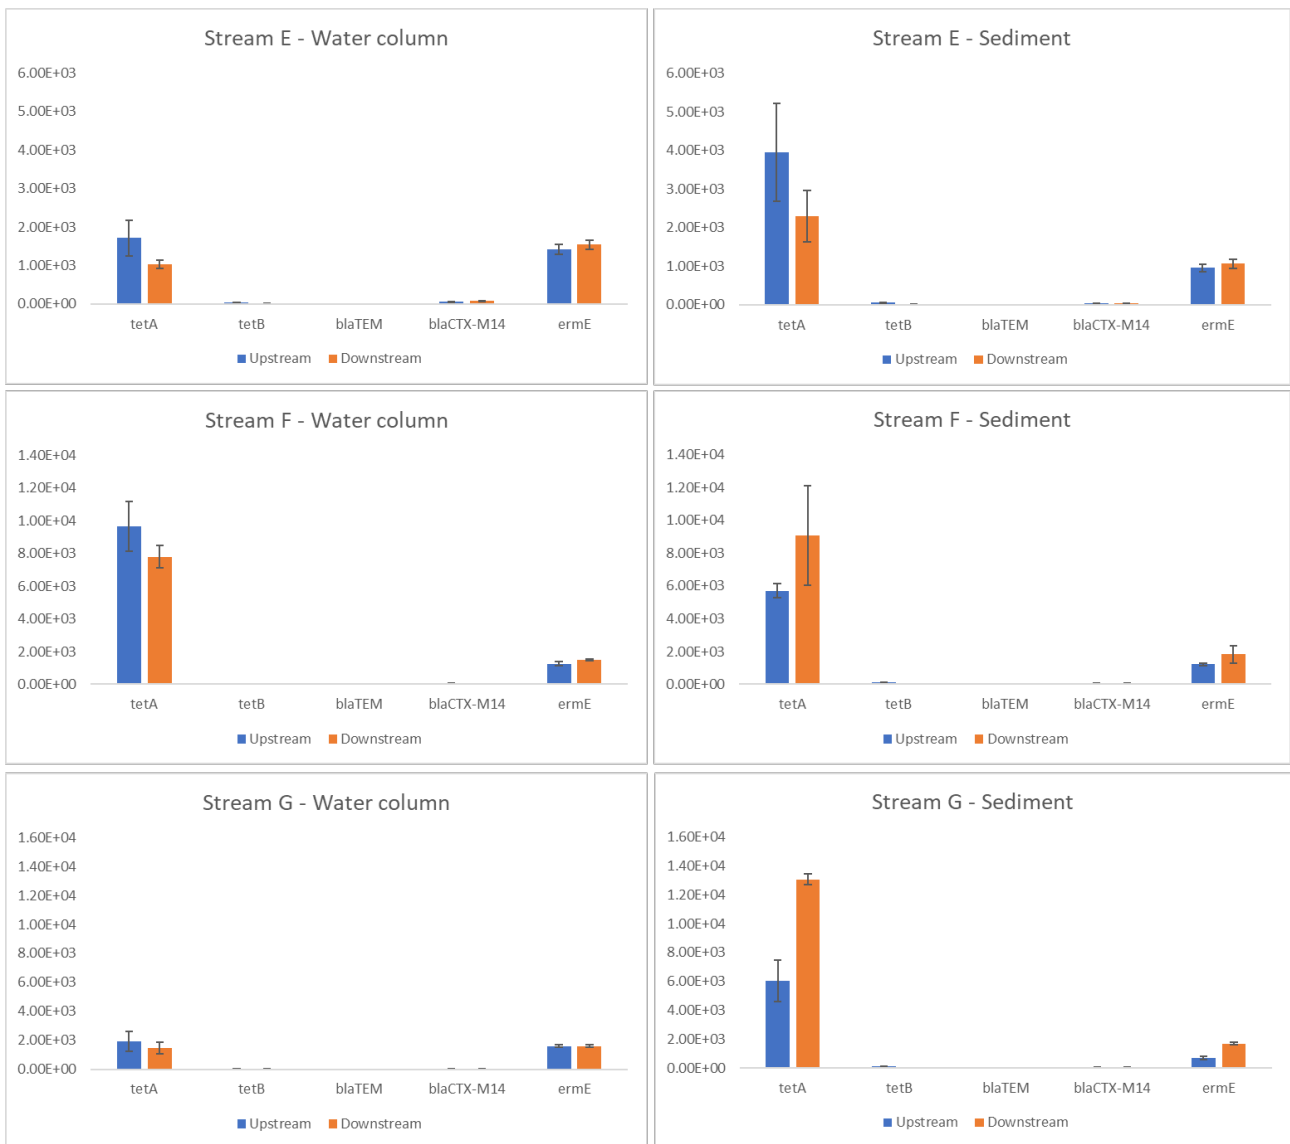 Stream E - Water column
6.00E+03
5.00E+03
4.00E+03
3.00E+03
2.00E+03
1.00E+03
0.00E+00
tetA tetB blaTEM blaCTX-M14 ermE
Upstream Downstream
Stream E - Sediment
6.00E+03
5.00E+03
4.00E+03
3.00E+03
2.00E+03
1.00E+03
0.00E+00
tetA tetB blaTEM blaCTX-M14 ermE
Upstream Downstream
Stream F - Water column
1.40E+04
1.20E+04
1.00E+04
8.00E+03
6.00E+03
4.00E+03
2.00E+03
0.00E+00
tetA tetB blaTEM blaCTX-M14 ermE
Upstream Downstream
Stream F - Sediment
1.40E+04
1.20E+04
1.00E+04
8.00E+03
6.00E+03
4.00E+03
2.00E+03
0.00E+00
tetA tetB blaTEM blaCTX-M14 ermE
Upstream Downstream
Stream G - Water column
1.60E+04
1.40E+04
1.20E+04
1.00E+04
8.00E+03
6.00E+03
4.00E+03
2.00E+03
0.00E+00
tetA tetB blaTEM blaCTX-M14 ermE
Upstream Downstream
Stream G - Sediment
1.60E+04
1.40E+04
1.20E+04
1.00E+04
8.00E+03
6.00E+03
4.00E+03
2.00E+03
0.00E+00
tetA tetB blaTEM blaCTX-M14 ermE
Upstream Downstream